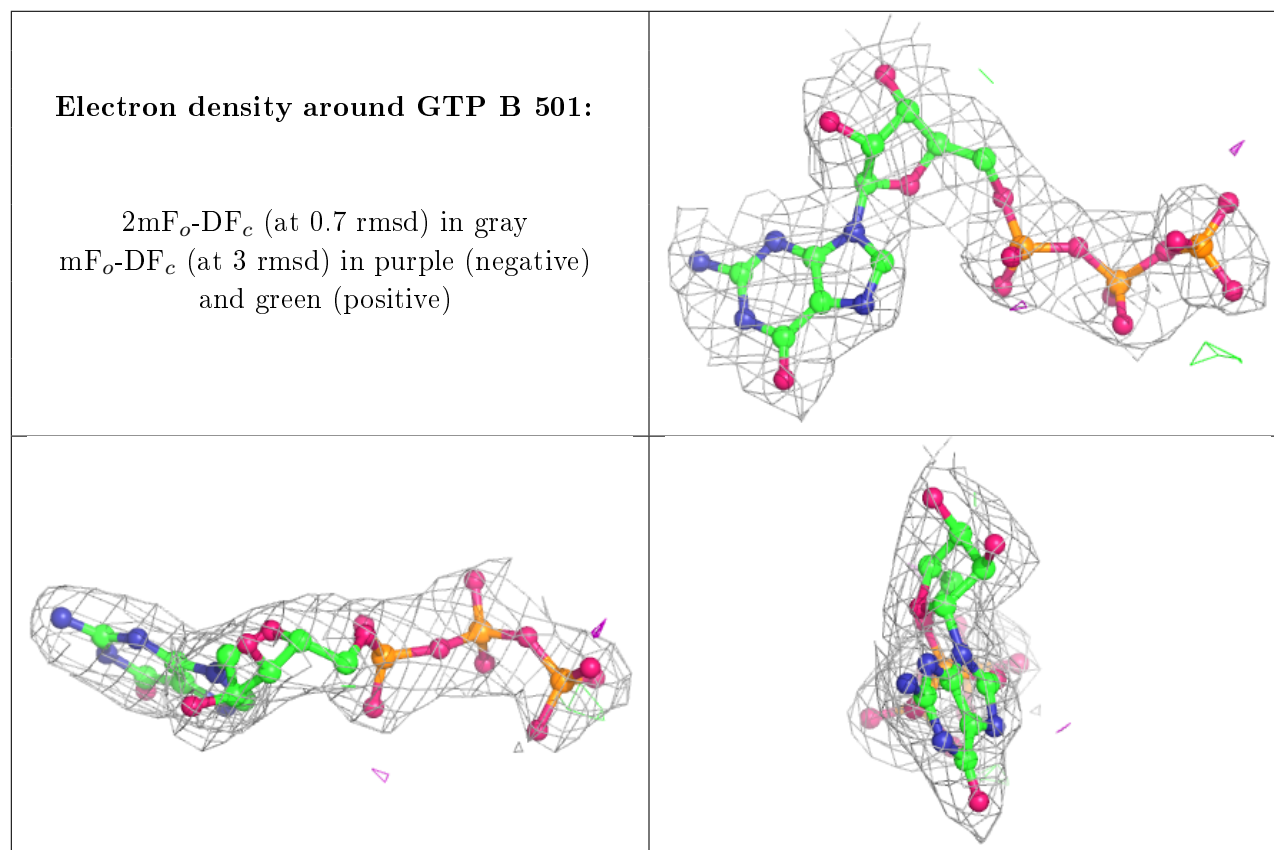 Electron density around GTP B 501:
2mFo-DFc (at 0.7 rmsd) in gray
mFo-DFc (at 3 rmsd) in purple (negative)
and green (positive)